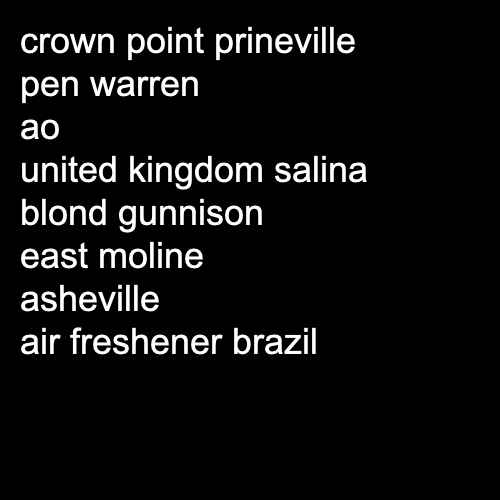 crown point prineville
pen warren
ao
united kingdom salina
blond gunnison
east moline
asheville
air freshener brazil